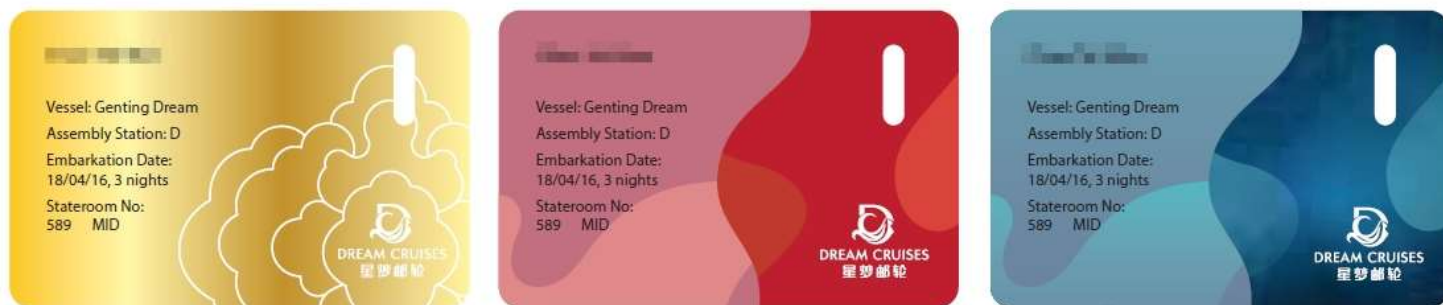 Vessel: Genting Dream
Assembly Station: D
Embarkation Date:
18/04/16, 3 nights
Stateroom No:
589 MID
DREAM CRUISES
星梦邮轮
Vessel: Genting Dream
Assembly Station: D
Embarkation Date:
18/04/16, 3 nights
Stateroom No:
589 MID
DREAM CRUISES
星梦邮轮
Vessel: Genting Dream
Assembly Station: D
Embarkation Date:
18/04/16, 3 nights
Stateroom No:
589 MID
DREAM CRUISES
星梦邮轮